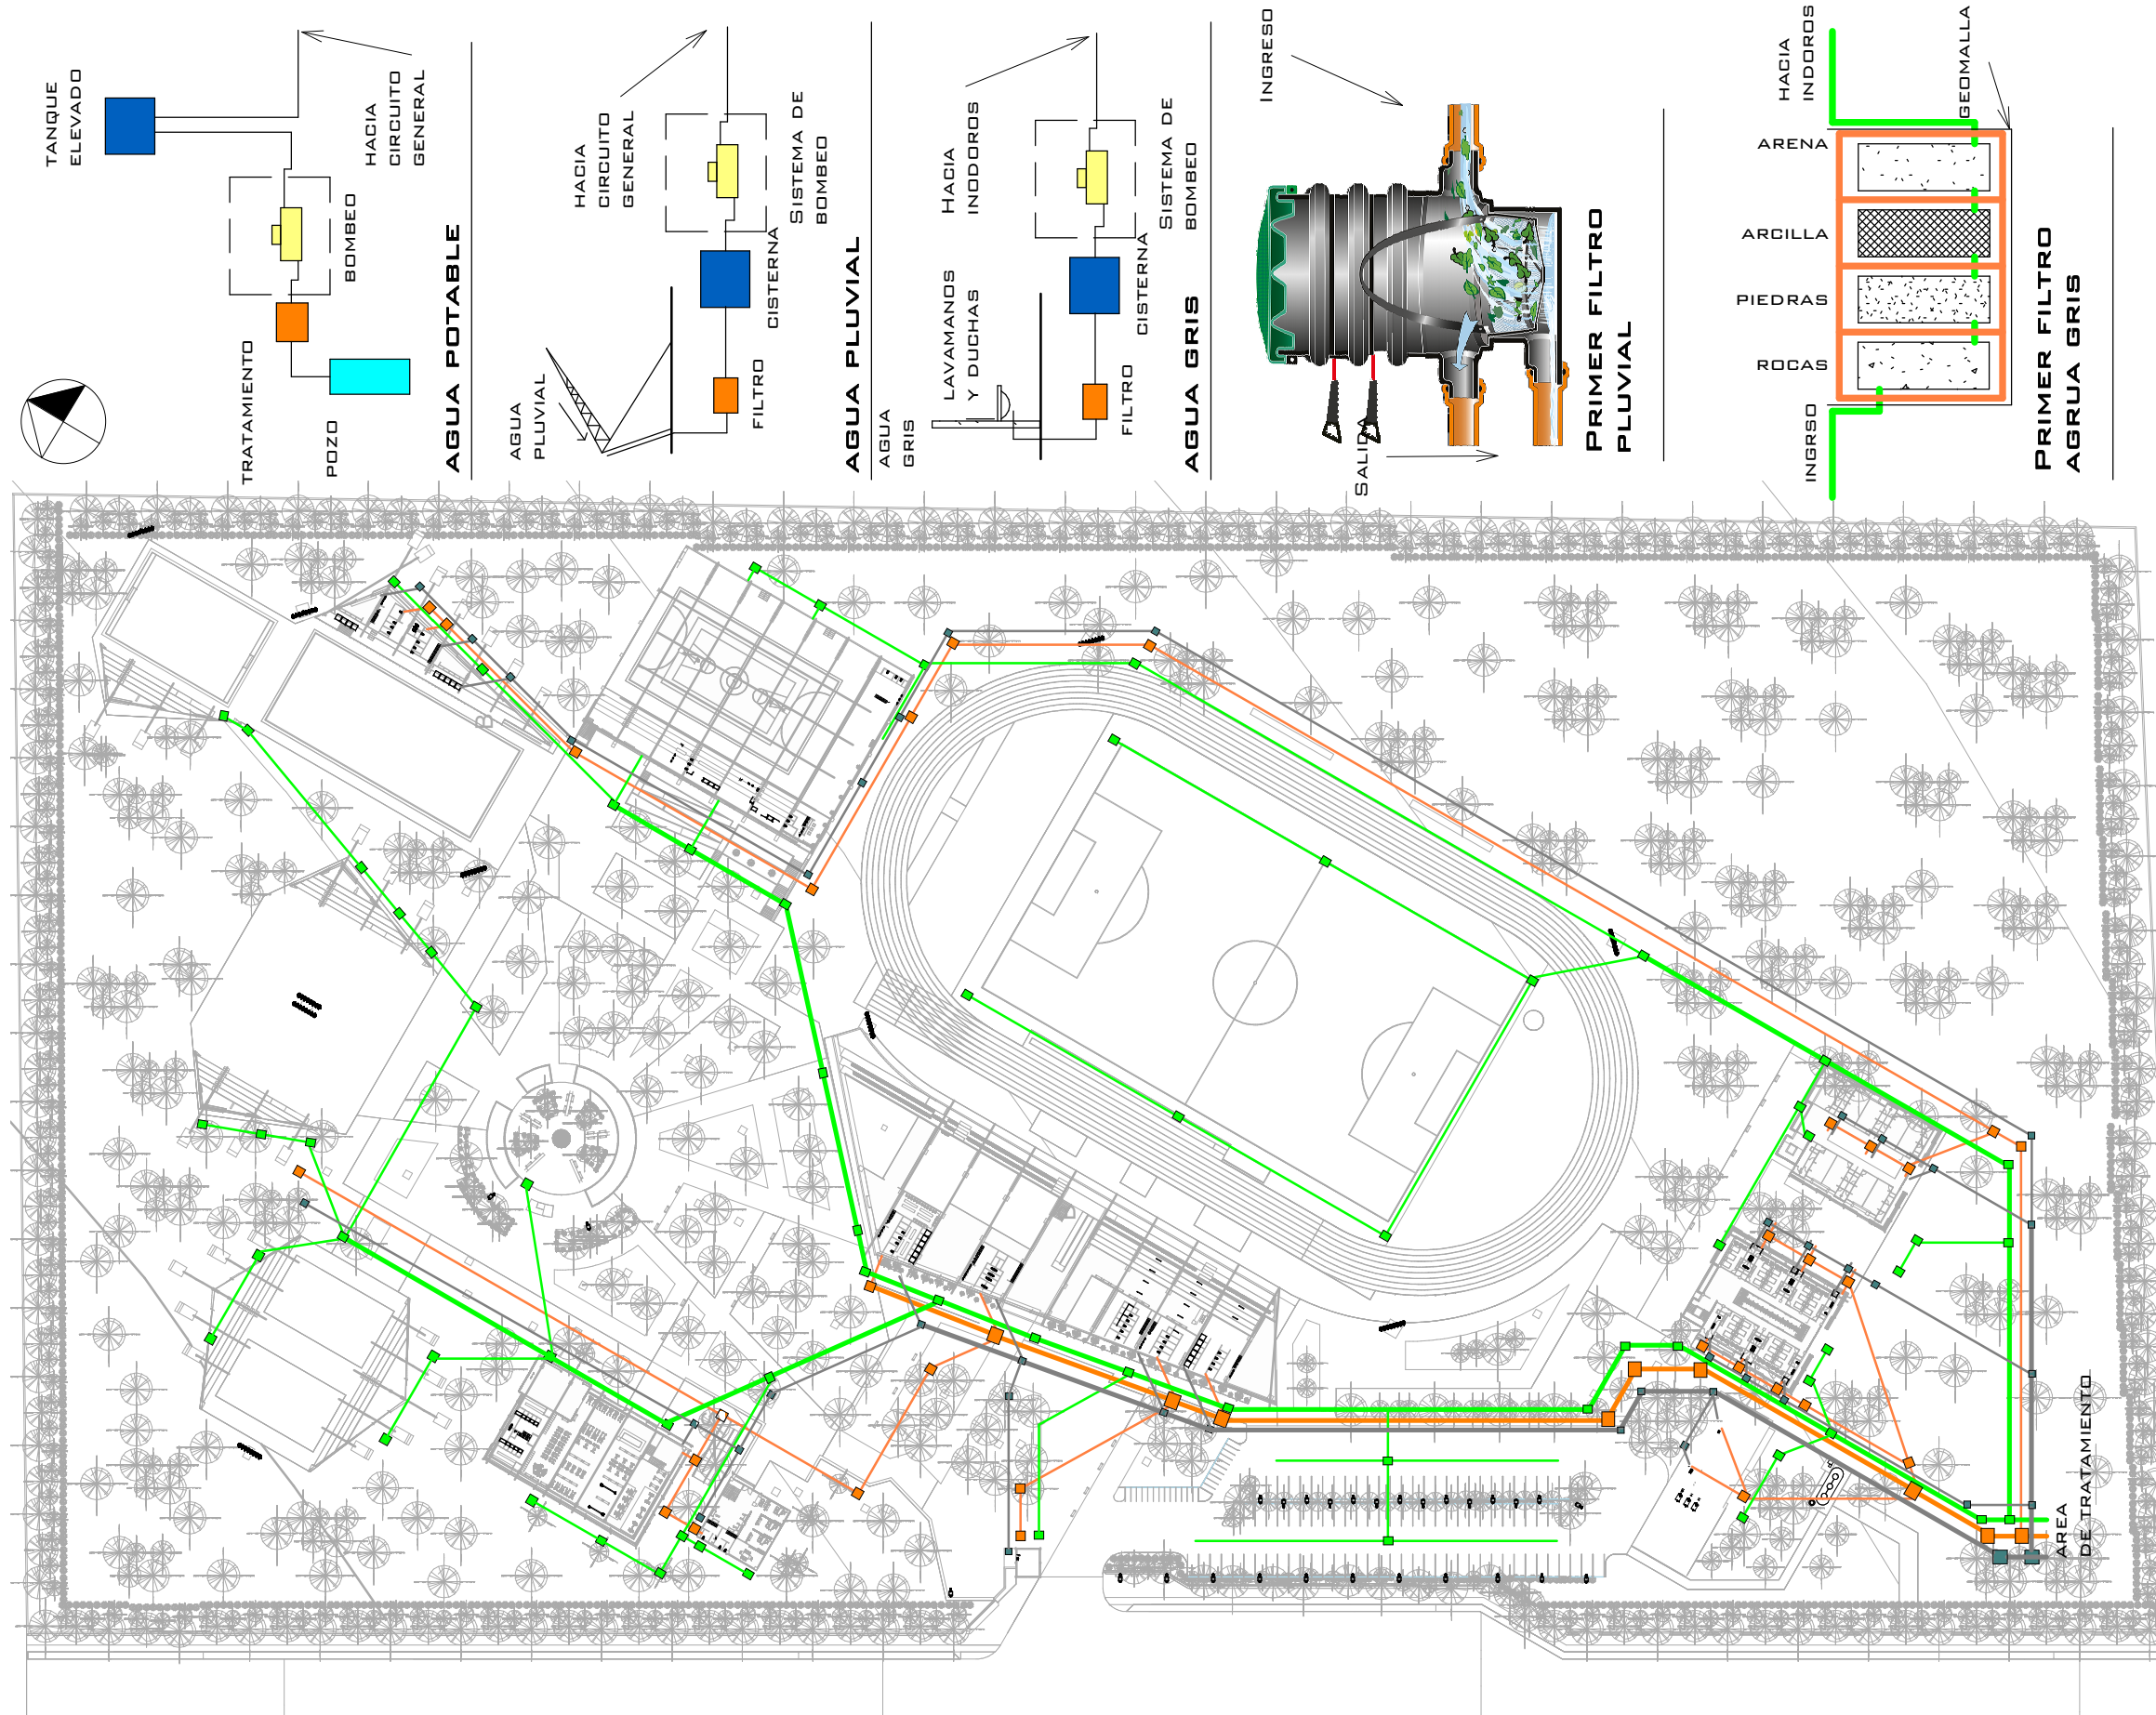 TANQUE
ELEVADO
HACIA
CIRCUITO
GENERAL
BOMBEO
TRATAMIENTO
POZO
AGUA POTABLE
HACIA
CIRCUITO
GENERAL
SISTEMA DE
BOMBEO
CISTERNA
FILTRO
AGUA
PLUVIAL
AGUA PLUVIAL
HACIA
INODOROS
SISTEMA DE
BOMBEO
LAVAMANOS
Y DUCHAS
CISTERNA
FILTRO
AGUA
GRIS
AGUA GRIS
INGRESO
SALIDA
PRIMER FILTRO
PLUVIAL
HACIA
INDOROS
GEOMALLA
ARENA
ARCILLA
PIEDRAS
ROCAS
INGRSO
PRIMER FILTRO
AGRUA GRIS
AREA
DE TRATAMIENTO